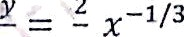 y = 2 x^{-1/3}